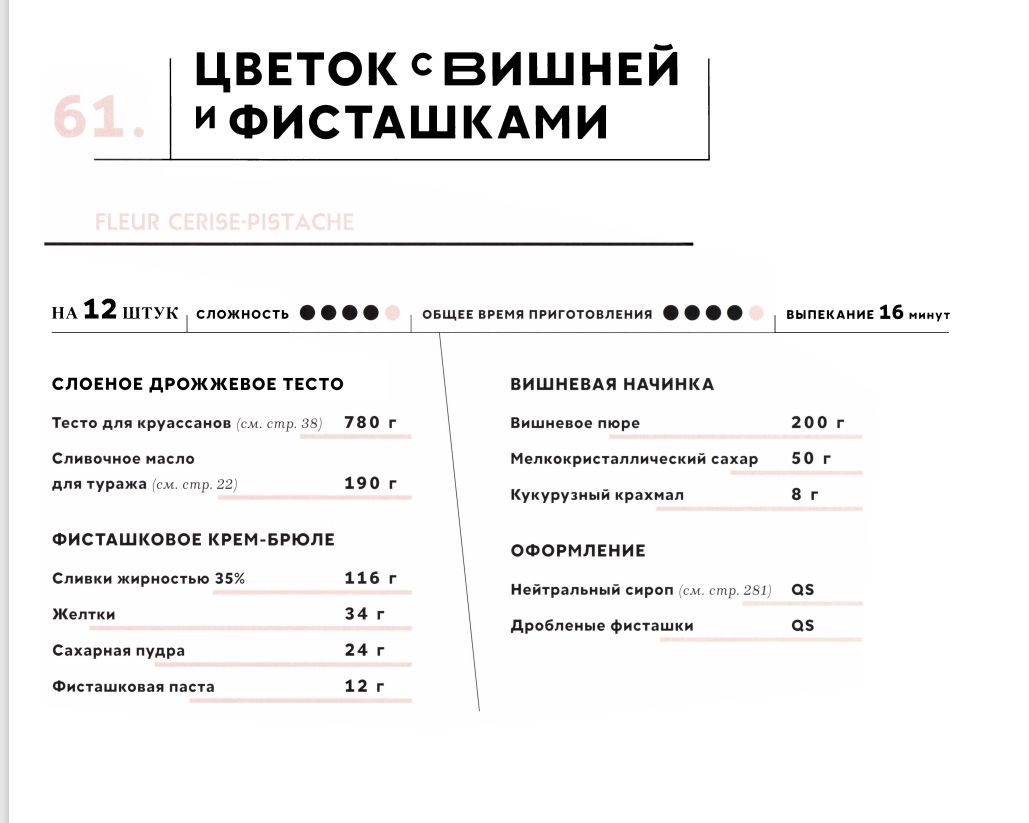 61.
ЦВЕТОК С ВИШНЕЙ
И ФИСТАШКАМИ
FLEUR CERISE-PISTACHE
НА 12 ШТУК СЛОЖНОСТЬ ОБЩЕЕ ВРЕМЯ ПРИГОТОВЛЕНИЯ ВЫПЕКАНИЕ 16 минут
СЛОЕНОЕ ДРОЖЖЕВОЕ ТЕСТО
Тесто для круассанов (см. стр. 38) 780 г
Сливочное масло
для туража (см. стр. 22) 190 г
ФИСТАШКОВОЕ КРЕМ-БРЮЛЕ
Сливки жирностью 35% 116 г
Желтки 34 г
Сахарная пудра 24 г
Фисташковая паста 12 г
ВИШНЕВАЯ НАЧИНКА
Вишневое пюре 200 г
Мелкокристаллический сахар 50 г
Кукурузный крахмал 8 г
ОФОРМЛЕНИЕ
Нейтральный сироп (см. стр. 281) QS
Дробленые фисташки QS